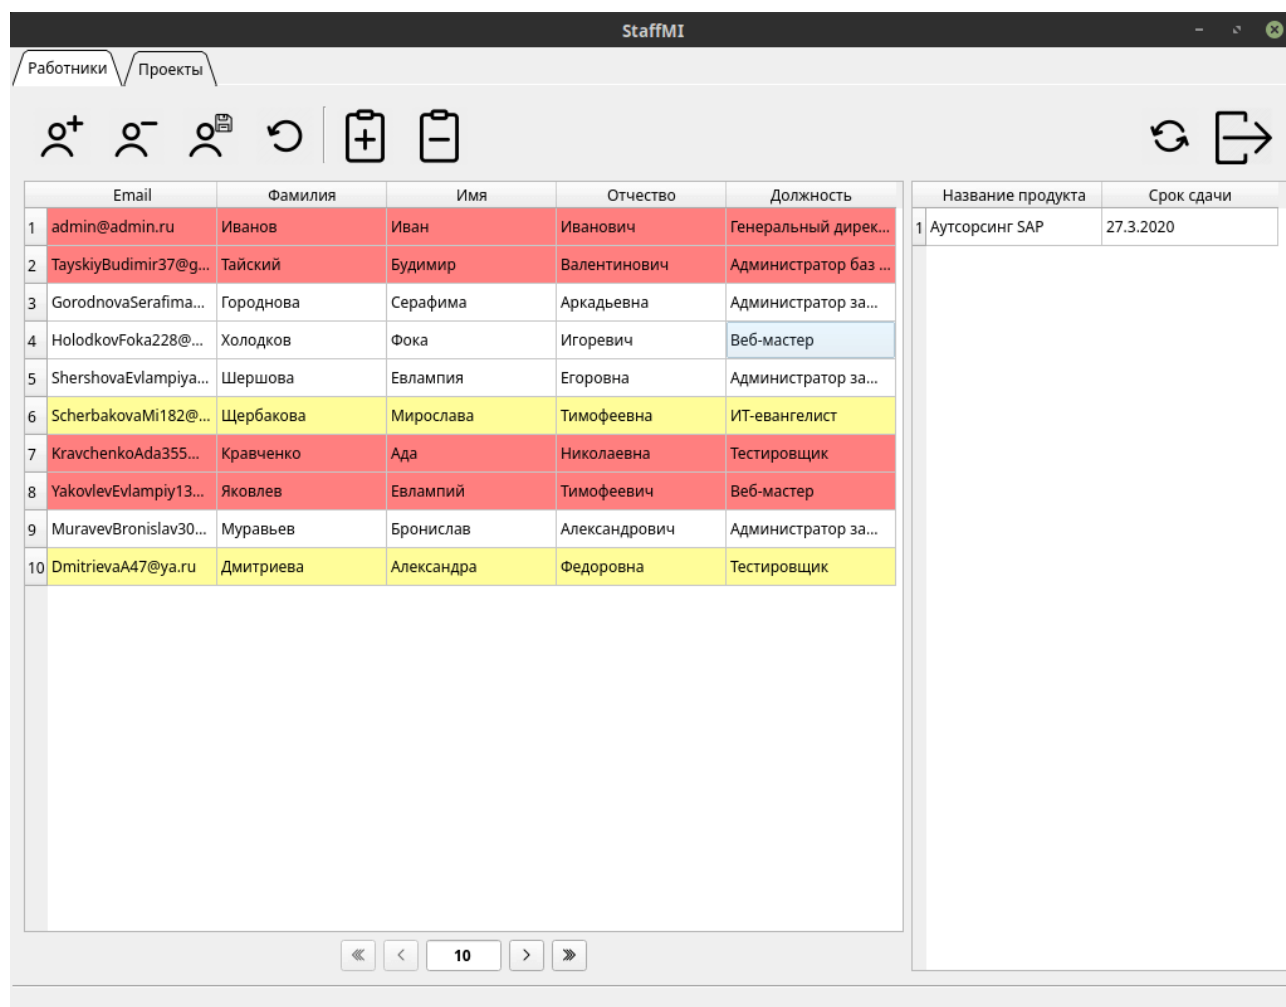 StaffMI
Работники Проекты
Email Фамилия Имя Отчество Должность Название продукта Срок сдачи
1 admin@admin.ru Иванов Иван Иванович Генеральный дирек... 1 Аутсорсинг SAP 27.3.2020
2 TayskiyBudimir37@g... Тайский Будимир Валентинович Администратор баз ...
3 GorodnovaSerafima... Городнова Серафима Аркадьевна Администратор за...
4 HolodkovFoka228@... Холодков Фока Игоревич Веб-мастер
5 ShershovaEvlampiya... Шершова Евлампия Егоровна Администратор за...
6 ScherbakovaMi182@... Щербакова Мирослава Тимофеевна ИТ-евангелист
7 KravchenkoAda355... Кравченко Ада Николаевна Тестировщик
8 YakovlevEvlampiy13... Яковлев Евлампий Тимофеевич Веб-мастер
9 MuravevBronislav30... Муравьев Бронислав Александрович Администратор за...
10 DmitrievaA47@ya.ru Дмитриева Александра Федоровна Тестировщик
10